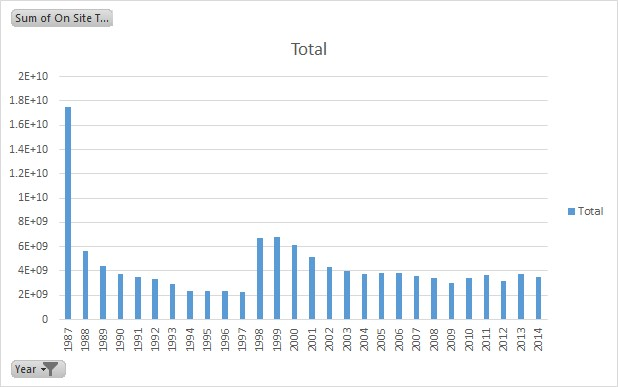 Sum of On Site T...
Total
2E+10
1.8E+10
1.6E+10
1.4E+10
1.2E+10
1E+10
8E+09
6E+09
4E+09
2E+09
0
Total
1987
1988
1989
1990
1991
1992
1993
1994
1995
1996
1997
1998
1999
2000
2001
2002
2003
2004
2005
2006
2007
2008
2009
2010
2011
2012
2013
2014
Year